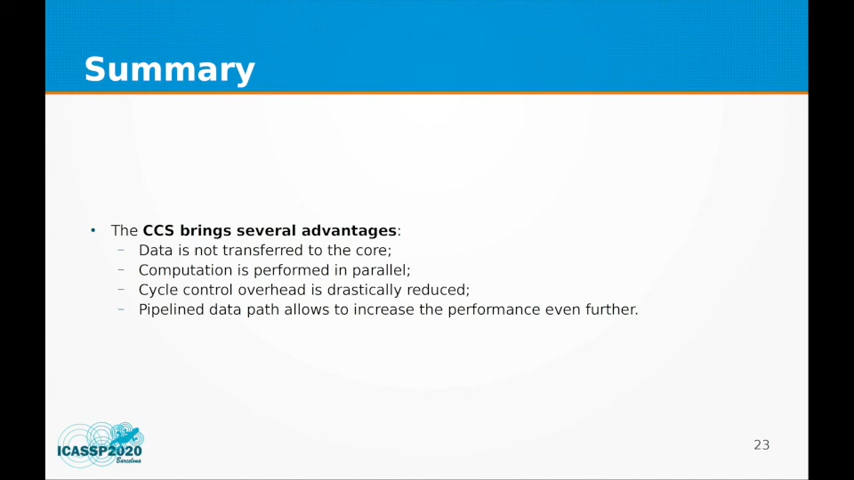 Summary
• The CCS brings several advantages:
– Data is not transferred to the core;
– Computation is performed in parallel;
– Cycle control overhead is drastically reduced;
– Pipelined data path allows to increase the performance even further.
ICASSP2020
Barcelona
23